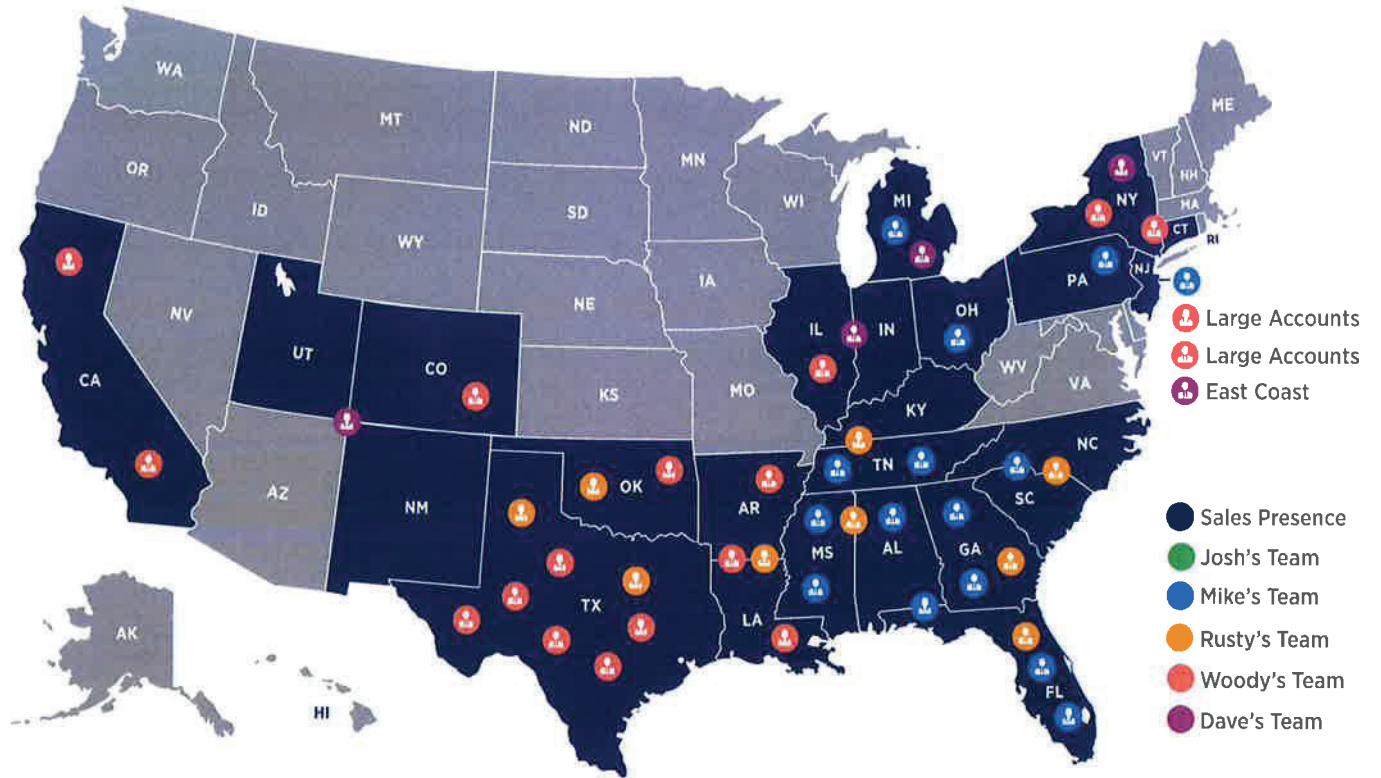 WA
MT
ND
MN
ME
OR
ID
SD
WI
MI
VT
NH
NY
MA
CT
RI
WY
IA
PA
NJ
NV
NE
IL
IN
OH
Large Accounts
Large Accounts
East Coast
UT
CO
CA
KS
MO
WV
VA
KY
NC
TN
AZ
NM
OK
AR
SC
Sales Presence
MS
AL
GA
Josh's Team
Mike's Team
TX
LA
Rusty's Team
AK
HI
FL
Woody's Team
Dave's Team